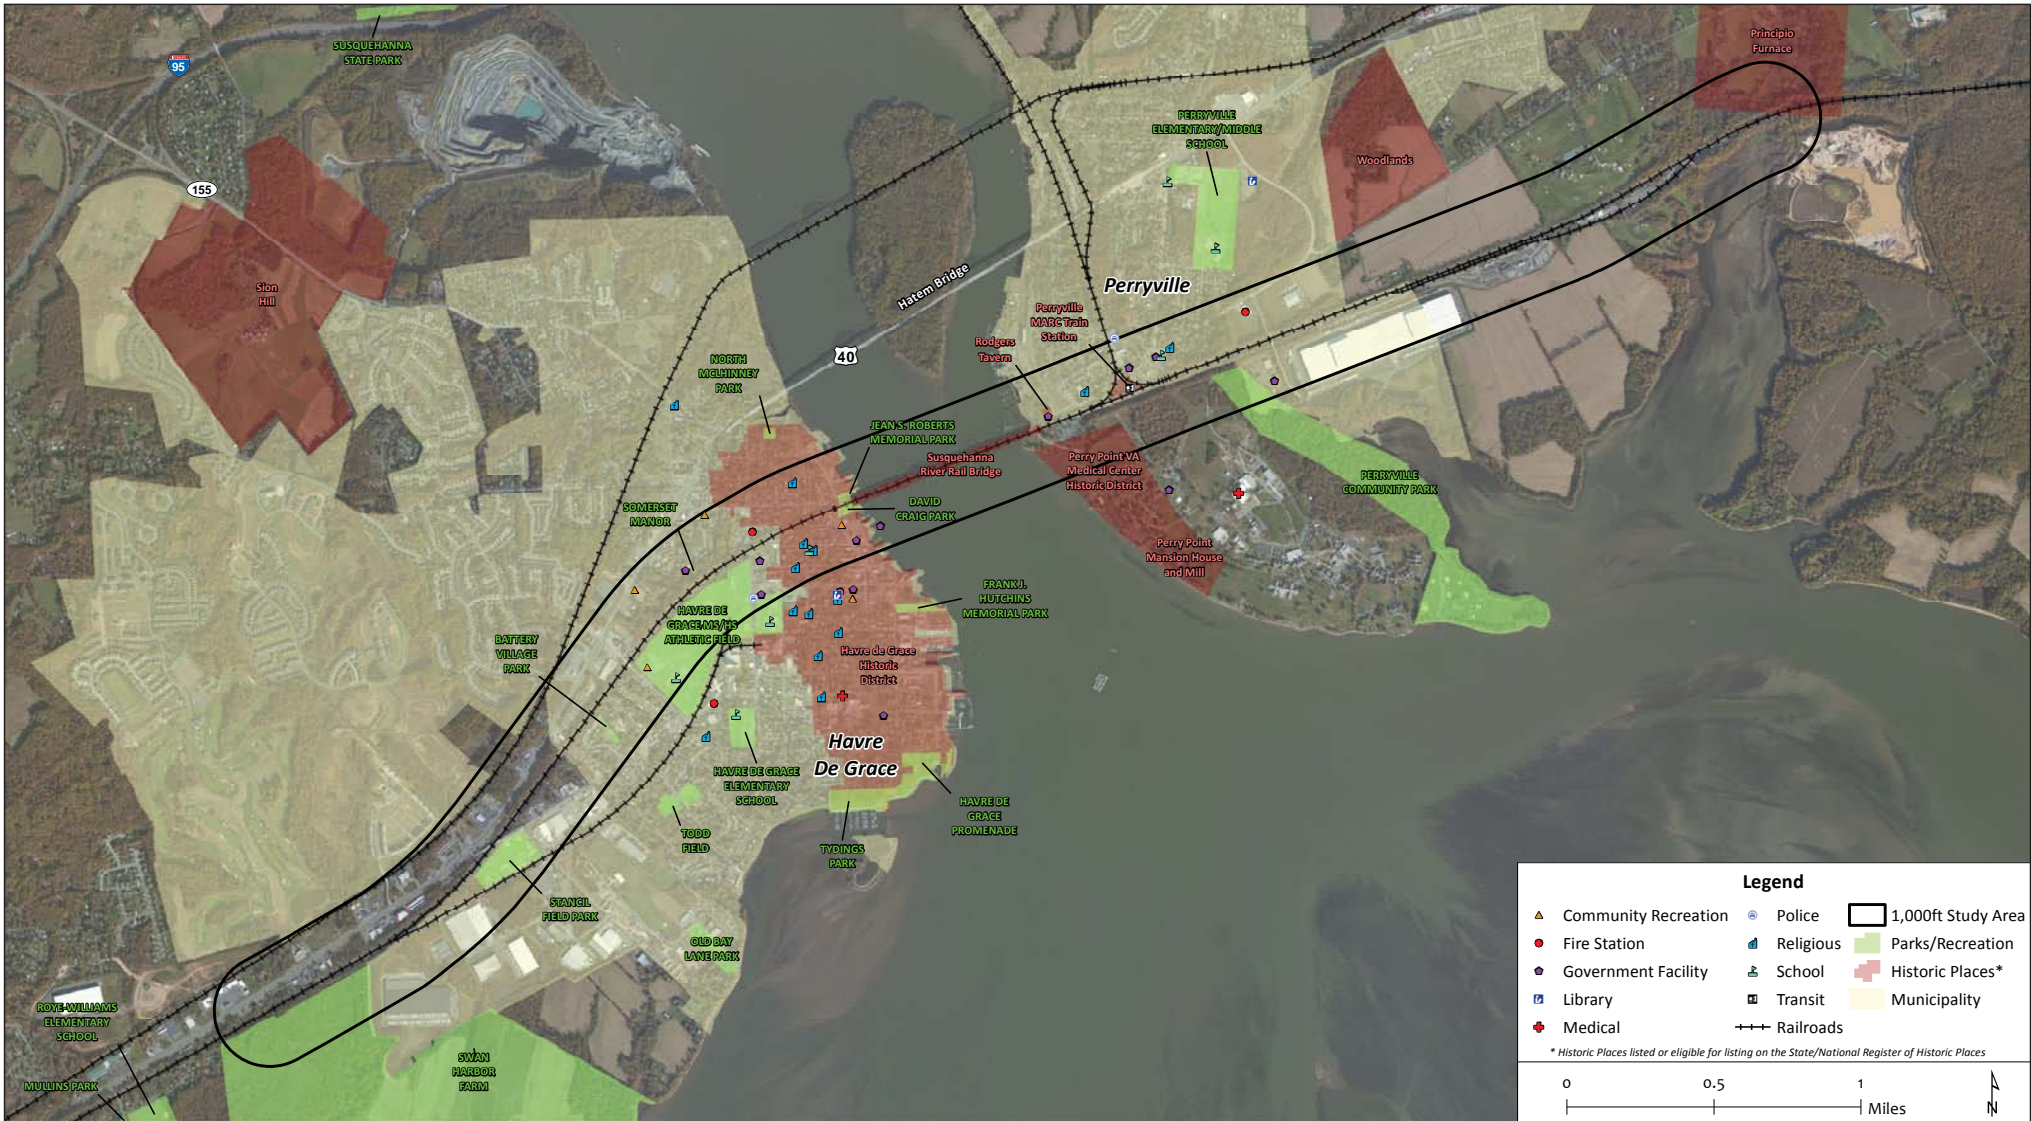 SUSQUEHANNA
STATE PARK
95
155
Sion
Hill
Principio
Furnace
PERRYVILLE
ELEMENTARY/MIDDLE
SCHOOL
Woodlands
Hatem Bridge
Perryville
40
Perryville
MARC Train
Station
Rodgers
Tavern
NORTH
MCLHINNEY
PARK
JEAN S. ROBERTS
MEMORIAL PARK
Susquehanna
River Rail Bridge
Perry Point VA
Medical Center
Historic District
PERRYVILLE
COMMUNITY PARK
SOMERSET
MANOR
DAVID
CRAIG PARK
Perry Point
Mansion House
and Mill
FRANK J.
HUTCHINS
MEMORIAL PARK
HAVRE DE
GRACE MS/HS
ATHLETIC FIELD
BATTERY
VILLAGE
PARK
Havre de Grace
Historic
District
Havre
De Grace
HAVRE DE GRACE
ELEMENTARY
SCHOOL
HAVRE DE
GRACE
PROMENADE
TODD
FIELD
TYDINGS
PARK
STANCIL
FIELD PARK
OLD BAY
LANE PARK
ROYE-WILLIAMS
ELEMENTARY
SCHOOL
SWAN
HARBOR
FARM
MULLINS PARK
Legend
Community Recreation
Fire Station
Government Facility
Library
Medical
Police
Religious
School
Transit
Railroads
1,000ft Study Area
Parks/Recreation
Historic Places*
Municipality
* Historic Places listed or eligible for listing on the State/National Register of Historic Places
0 0.5 1
Miles
N